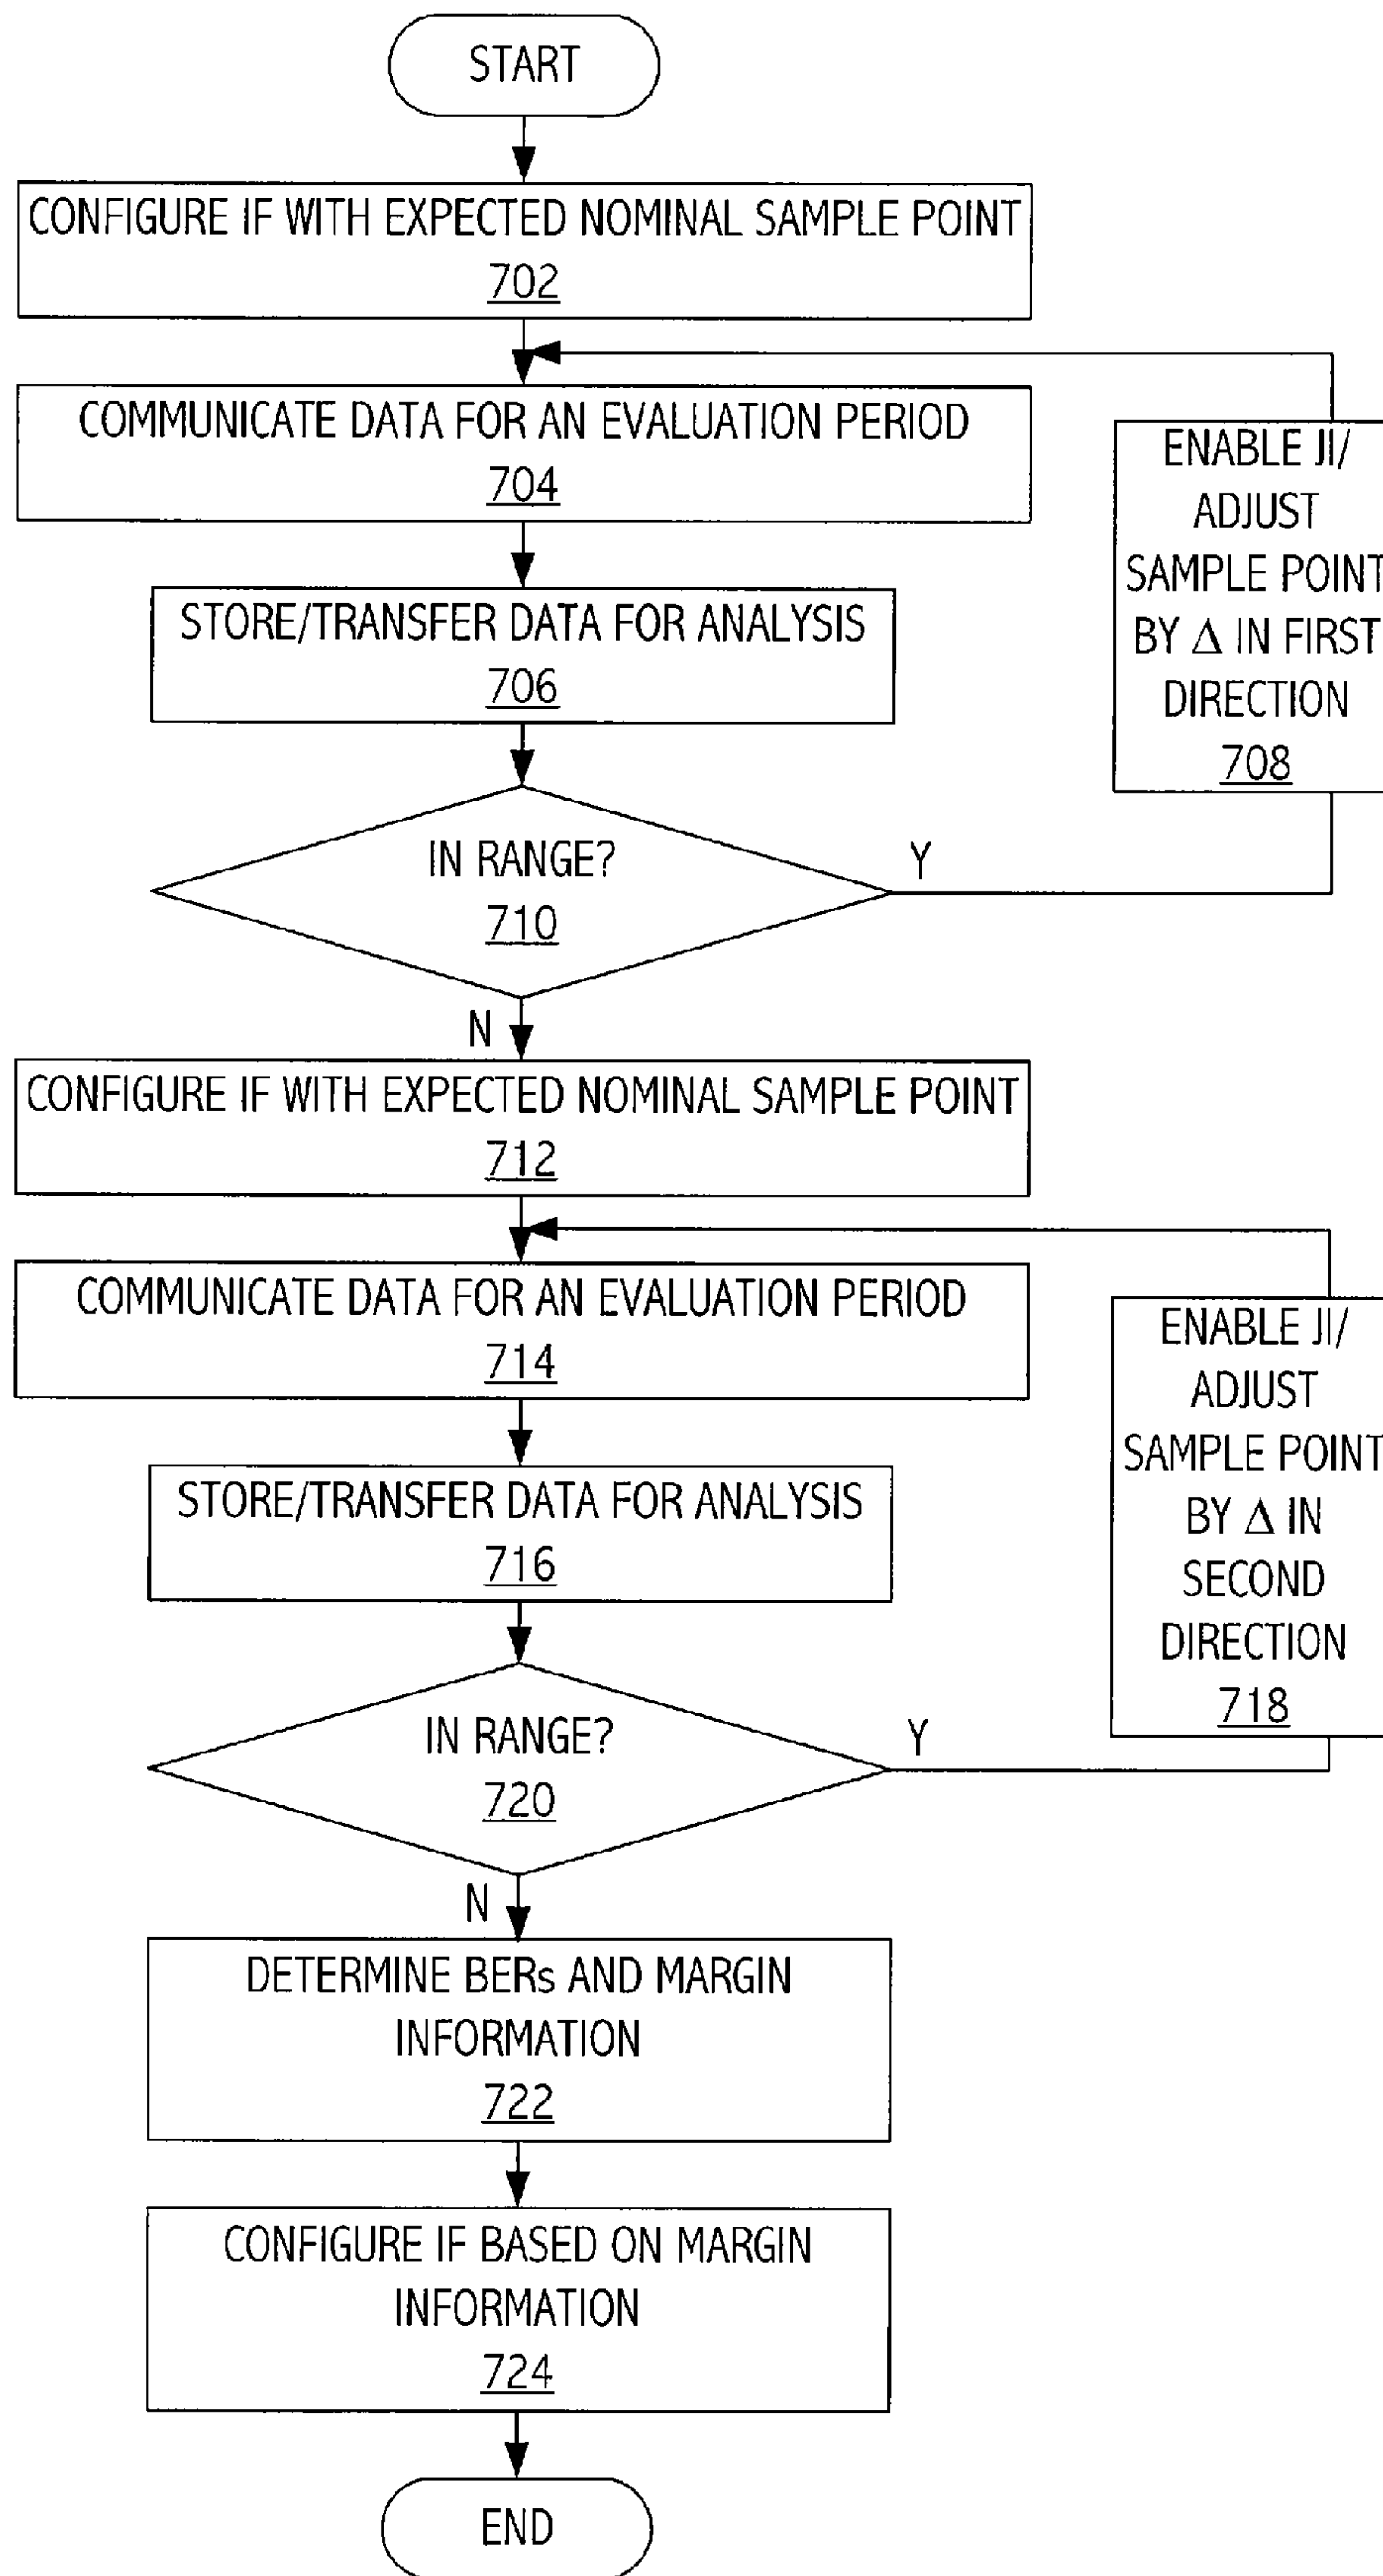 START
CONFIGURE IF WITH EXPECTED NOMINAL SAMPLE POINT
702
COMMUNICATE DATA FOR AN EVALUATION PERIOD
704
STORE/TRANSFER DATA FOR ANALYSIS
706
ENABLE JI/
ADJUST
SAMPLE POINT
BY Δ IN FIRST
DIRECTION
708
IN RANGE?
710
Y
N
CONFIGURE IF WITH EXPECTED NOMINAL SAMPLE POINT
712
COMMUNICATE DATA FOR AN EVALUATION PERIOD
714
STORE/TRANSFER DATA FOR ANALYSIS
716
ENABLE JI/
ADJUST
SAMPLE POINT
BY Δ IN
SECOND
DIRECTION
718
IN RANGE?
720
Y
N
DETERMINE BERs AND MARGIN
INFORMATION
722
CONFIGURE IF BASED ON MARGIN
INFORMATION
724
END